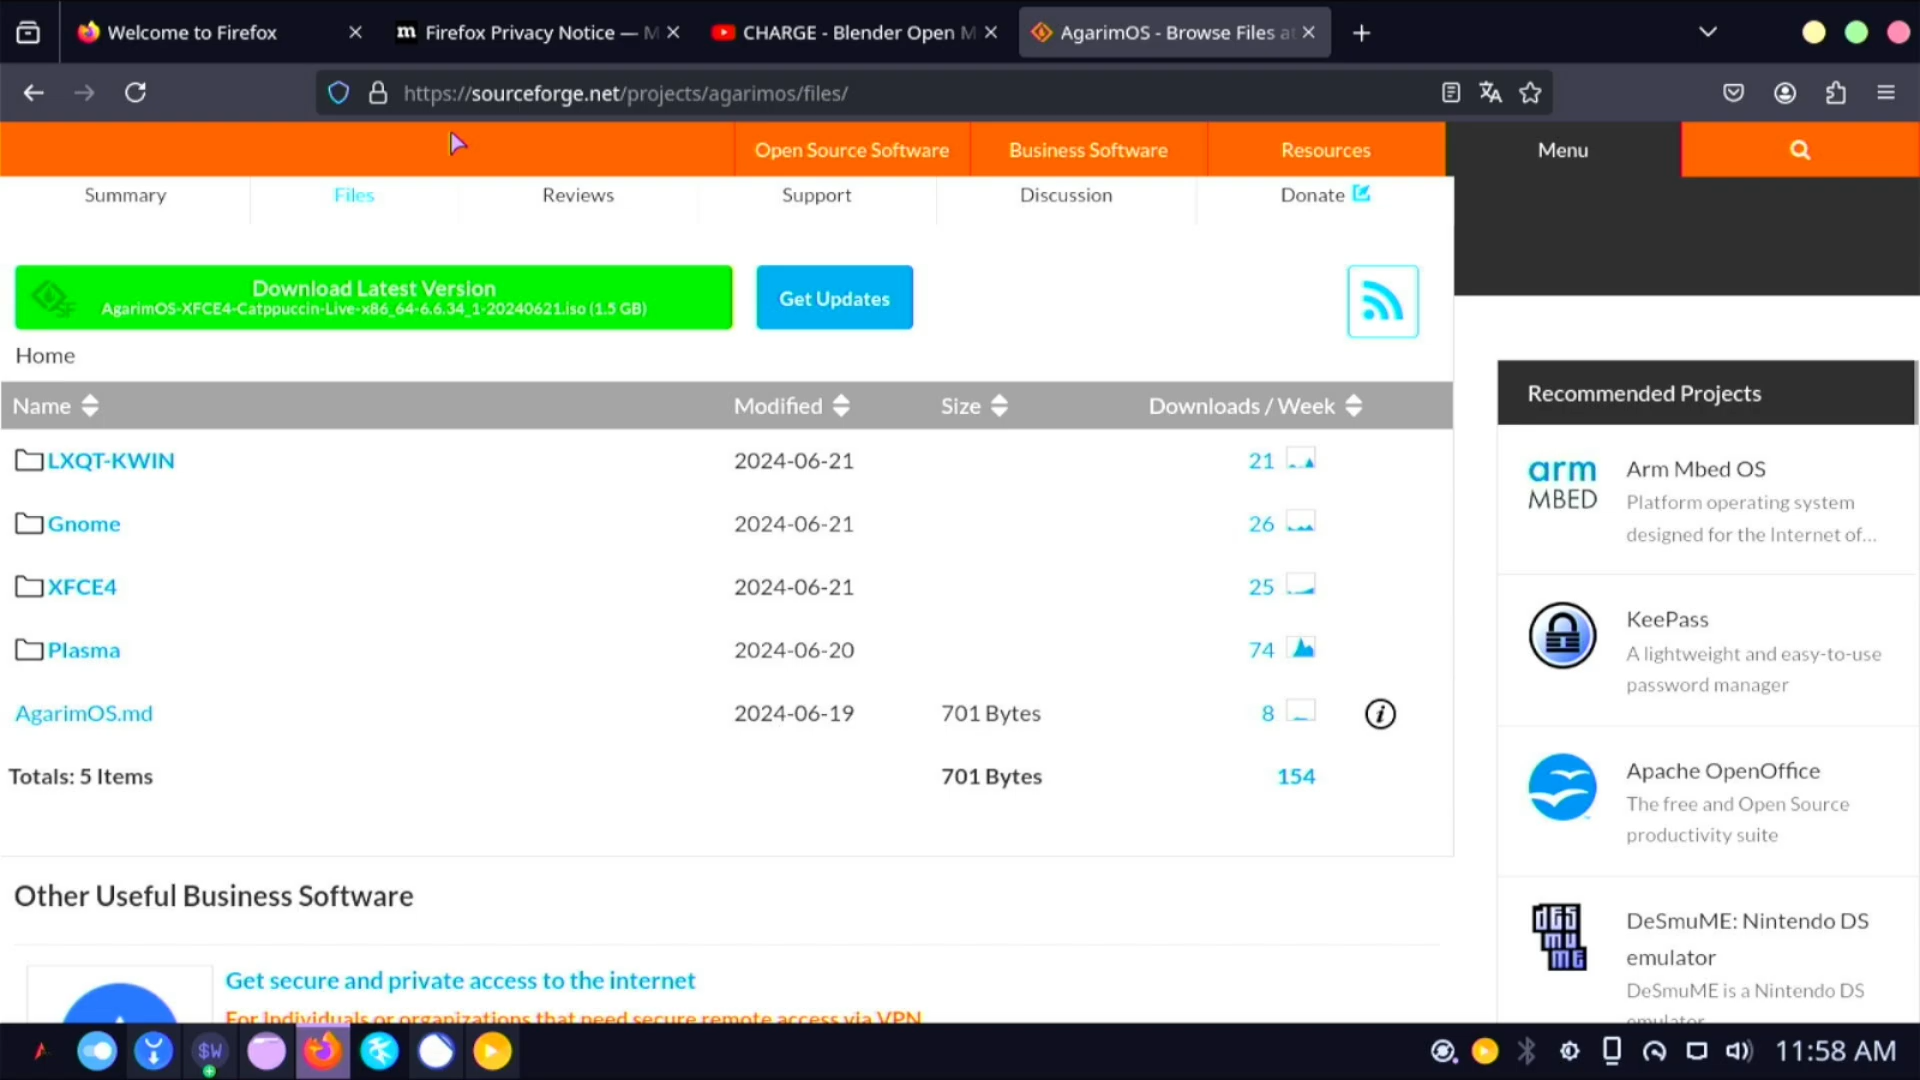 Welcome to Firefox
Firefox Privacy Notice — M
CHARGE - Blender Open M
AgarimOS - Browse Files at
https://sourceforge.net/projects/agarimos/files/
Open Source Software
Business Software
Resources
Menu
Summary
Files
Reviews
Support
Discussion
Donate
Download Latest Version
AgarimOS-XFCE4-Catppuccin-Live-x86_64-6.6.34_1-20240621.iso (1.5 GB)
Get Updates
Home
Name Modified Size Downloads / Week
LXQT-KWIN 2024-06-21 21
Gnome 2024-06-21 26
XFCE4 2024-06-21 25
Plasma 2024-06-20 74
AgarimOS.md 2024-06-19 701 Bytes 8
Totals: 5 Items 701 Bytes 154
Other Useful Business Software
Get secure and private access to the internet
For Individuals or organizations that need secure remote access via VPN
Recommended Projects
arm
MBED
Arm Mbed OS
Platform operating system
designed for the Internet of...
KeePass
A lightweight and easy-to-use
password manager
Apache OpenOffice
The free and Open Source
productivity suite
DeSmuME
DeSmuME: Nintendo DS
emulator
DeSmuME is a Nintendo DS
emulator
$W
11:58 AM